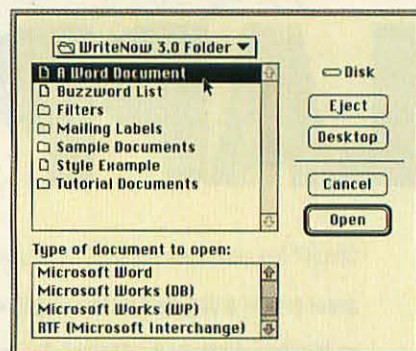 WriteNow 3.0 Folder
A Word Document
Buzzword List
Filters
Mailing Labels
Sample Documents
Style Example
Tutorial Documents
Disk
Eject
Desktop
Cancel
Open
Type of document to open:
Microsoft Word
Microsoft Works (DB)
Microsoft Works (WP)
RTF (Microsoft Interchange)